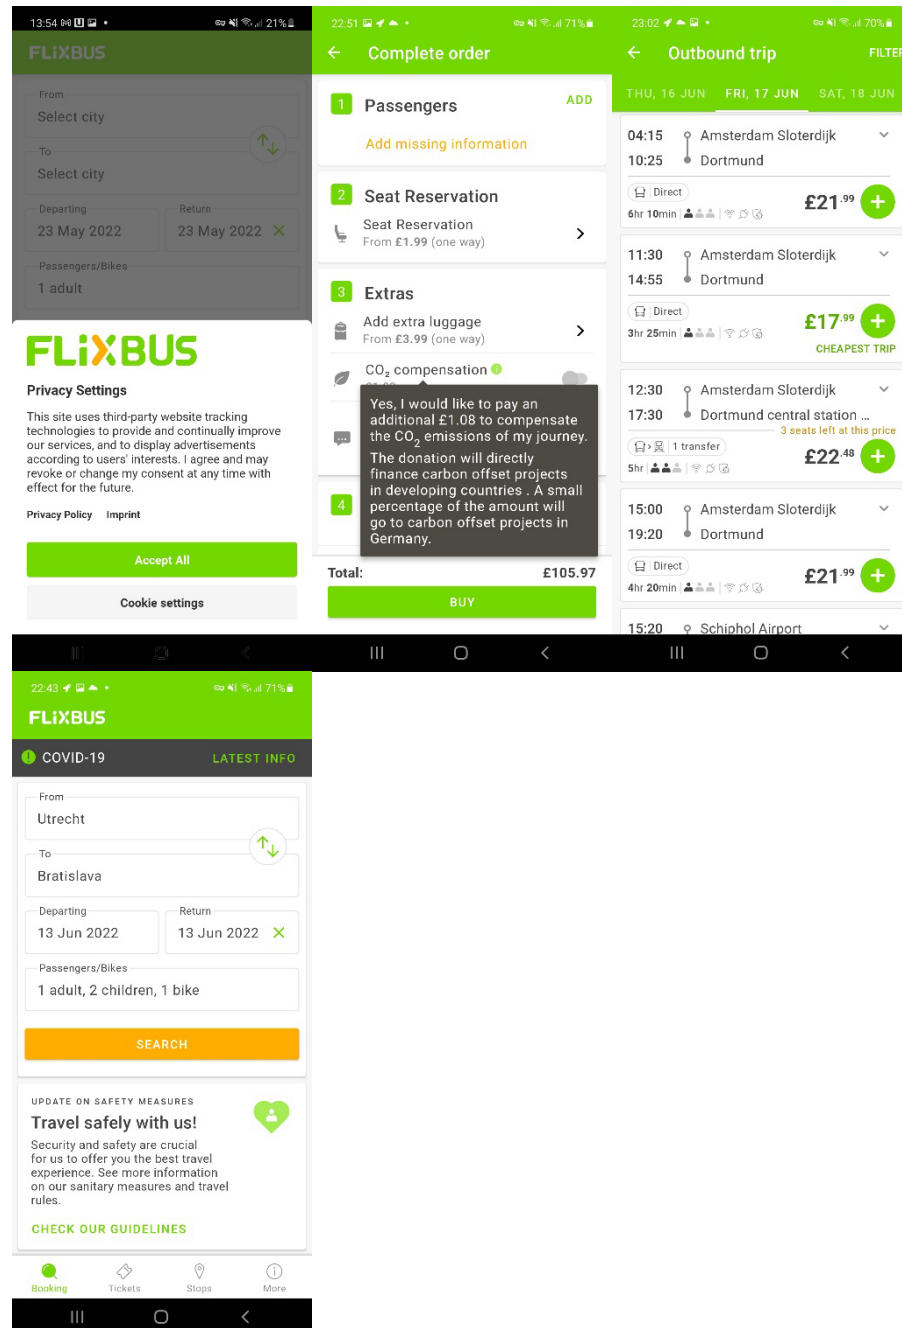 13:54
21%
FLiXBUS
From
Select city
To
Select city
Departing
Return
23 May 2022
23 May 2022
Passengers/Bikes
1 adult
FLiXBUS
Privacy Settings
This site uses third-party website tracking
technologies to provide and continually improve
our services, and to display advertisements
according to users' interests. I agree and may
revoke or change my consent at any time with
effect for the future.
Privacy Policy Imprint
Accept All
Cookie settings
22:51
71%
Complete order
1 Passengers ADD
Add missing information
2 Seat Reservation
Seat Reservation
From £1.99 (one way)
3 Extras
Add extra luggage
From £3.99 (one way)
CO₂ compensation
Yes, I would like to pay an
additional £1.08 to compensate
the CO₂ emissions of my journey.
The donation will directly
finance carbon offset projects
in developing countries . A small
percentage of the amount will
go to carbon offset projects in
Germany.
4
Total: £105.97
BUY
23:02
70%
Outbound trip FILTER
THU, 16 JUN FRI, 17 JUN SAT, 18 JUN
04:15 Amsterdam Sloterdijk
10:25 Dortmund
Direct
6hr 10min £21.99
11:30 Amsterdam Sloterdijk
14:55 Dortmund
Direct
3hr 25min £17.99
CHEAPEST TRIP
12:30 Amsterdam Sloterdijk
17:30 Dortmund central station ...
3 seats left at this price
1 transfer
5hr £22.48
15:00 Amsterdam Sloterdijk
19:20 Dortmund
Direct
4hr 20min £21.99
15:20 Schiphol Airport
22:43
71%
FLiXBUS
COVID-19 LATEST INFO
From
Utrecht
To
Bratislava
Departing
Return
13 Jun 2022
13 Jun 2022
Passengers/Bikes
1 adult, 2 children, 1 bike
SEARCH
UPDATE ON SAFETY MEASURES
Travel safely with us!
Security and safety are crucial
for us to offer you the best travel
experience. See more information
on our sanitary measures and travel
rules.
CHECK OUR GUIDELINES
Booking Tickets Stops More